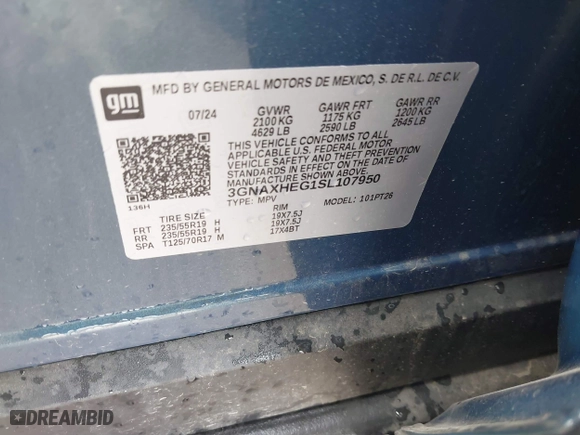 gm
MFD BY GENERAL MOTORS DE MEXICO, S. DE R.L. DE C.V.
07/24 GVWR GAWR FRT GAWR RR
2100 KG 1175 KG 1200 KG
4629 LB 2590 LB 2645 LB
THIS VEHICLE CONFORMS TO ALL
APPLICABLE U.S. FEDERAL MOTOR
VEHICLE SAFETY AND BUMPER
STANDARDS IN EFFECT ON THE DATE OF
MANUFACTURE SHOWN ABOVE.
3GNAXHEG1SL107950
TYPE: MPV MODEL: 101PT26
136H
TIRE SIZE RIM
FRT 235/55R19 H 19X7.5J
RR 235/55R19 H 19X7.5J
SPA T125/70R17 M 17X4BT
DREAMBID